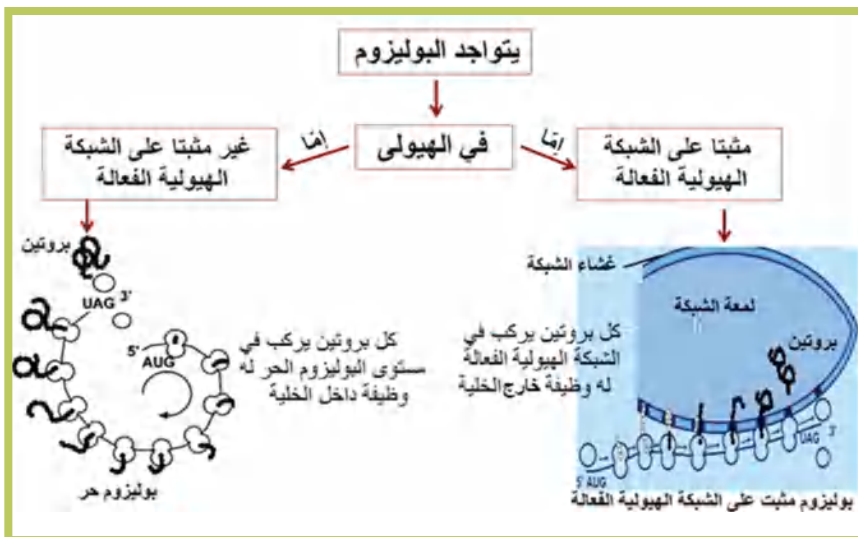 يتواجد البوليزوم
في الهيولى
إمّا
إمّا
مثبتا على الشبكة
الهيولية الفعالة
غير مثبتا على الشبكة
الهيولية الفعالة
غشاء الشبكة
لمعة الشبكة
بروتين
كل بروتين يركب في
الشبكة الهيولية الفعالة
له وظيفة خارج الخلية
UAG 3'
5' AUG
بوليزوم مثبت على الشبكة الهيولية الفعالة
بروتين
UAG 3'
5'
AUG
كل بروتين يركب في
مستوى البوليزوم الحر له
وظيفة داخل الخلية
بوليزوم حر